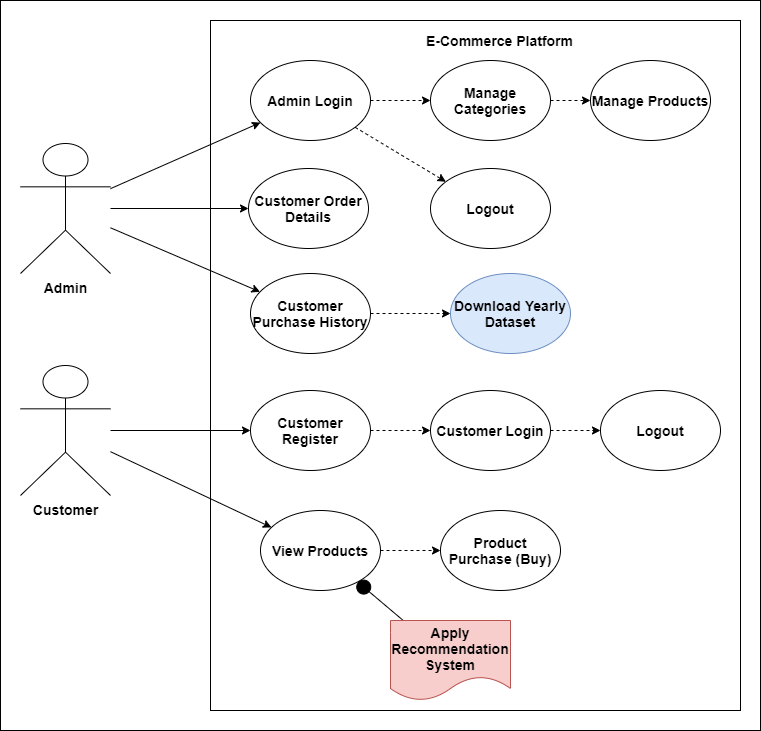 E-Commerce Platform
Admin Login
Manage
Categories
Manage Products
Customer Order
Details
Logout
Admin
Customer
Purchase History
Download Yearly
Dataset
Customer
Register
Customer Login
Logout
Customer
View Products
Product
Purchase (Buy)
Apply
Recommendation
System